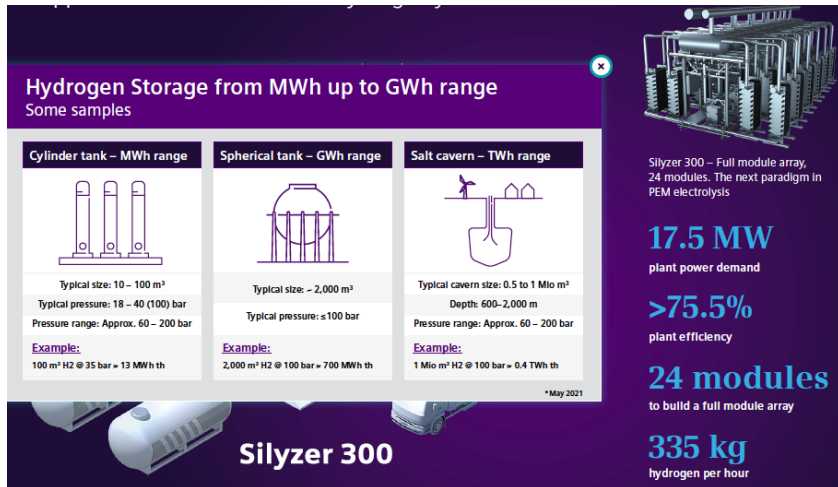 Hydrogen Storage from MWh up to GWh range
Some samples
Cylinder tank – MWh range
Typical size: 10 – 100 m³
Typical pressure: 18 – 40 (100) bar
Pressure range: Approx. 60 – 200 bar
Example:
100 m³ H2 @ 35 bar ≈ 13 MWh th
Spherical tank – GWh range
Typical size: ~ 2,000 m³
Typical pressure: ≤100 bar
Example:
2,000 m³ H2 @ 100 bar ≈ 700 MWh th
Salt cavern – TWh range
Typical cavern size: 0.5 to 1 Mio m³
Depth: 600–2,000 m
Pressure range: Approx. 60 – 200 bar
Example:
1 Mio m³ H2 @ 100 bar ≈ 0.4 TWh th
*May 2021
Silyzer 300
Silyzer 300 – Full module array,
24 modules. The next paradigm in
PEM electrolysis
17.5 MW
plant power demand
>75.5%
plant efficiency
24 modules
to build a full module array
335 kg
hydrogen per hour